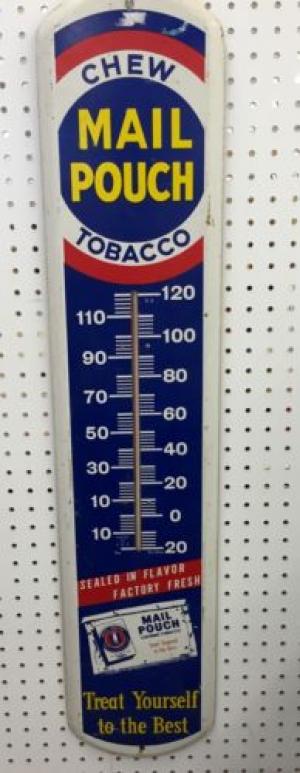 CHEW
MAIL
POUCH
TOBACCO
120
110
100
90
80
70
60
50
40
30
20
10
0
10
20
SEALED IN FLAVOR
FACTORY FRESH
MAIL
POUCH
Treat Yourself
to the Best